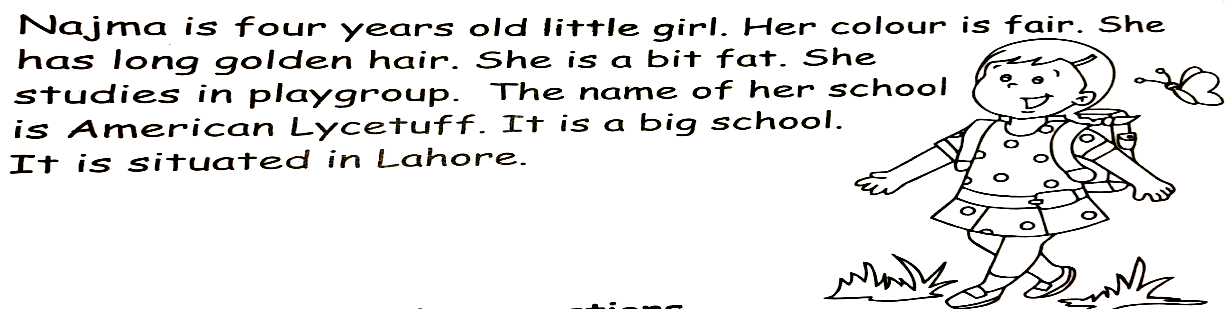 Najma is four years old little girl. Her colour is fair. She
has long golden hair. She is a bit fat. She
studies in playgroup. The name of her school
is American Lycetuff. It is a big school.
It is situated in Lahore.